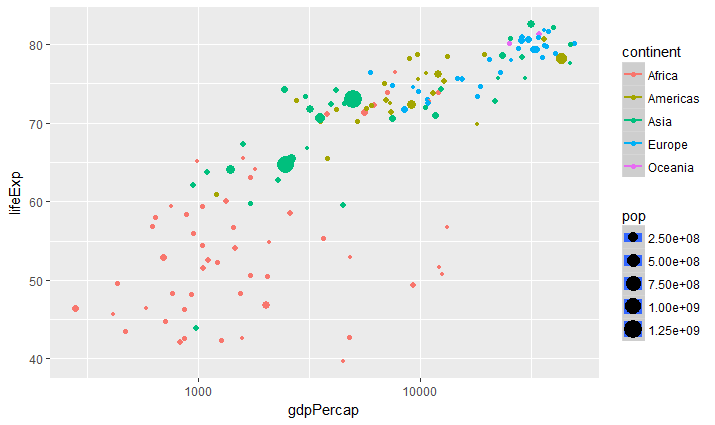 80
70
60
50
40
lifeExp
1000
10000
gdpPercap
continent
Africa
Americas
Asia
Europe
Oceania
pop
2.50e+08
5.00e+08
7.50e+08
1.00e+09
1.25e+09